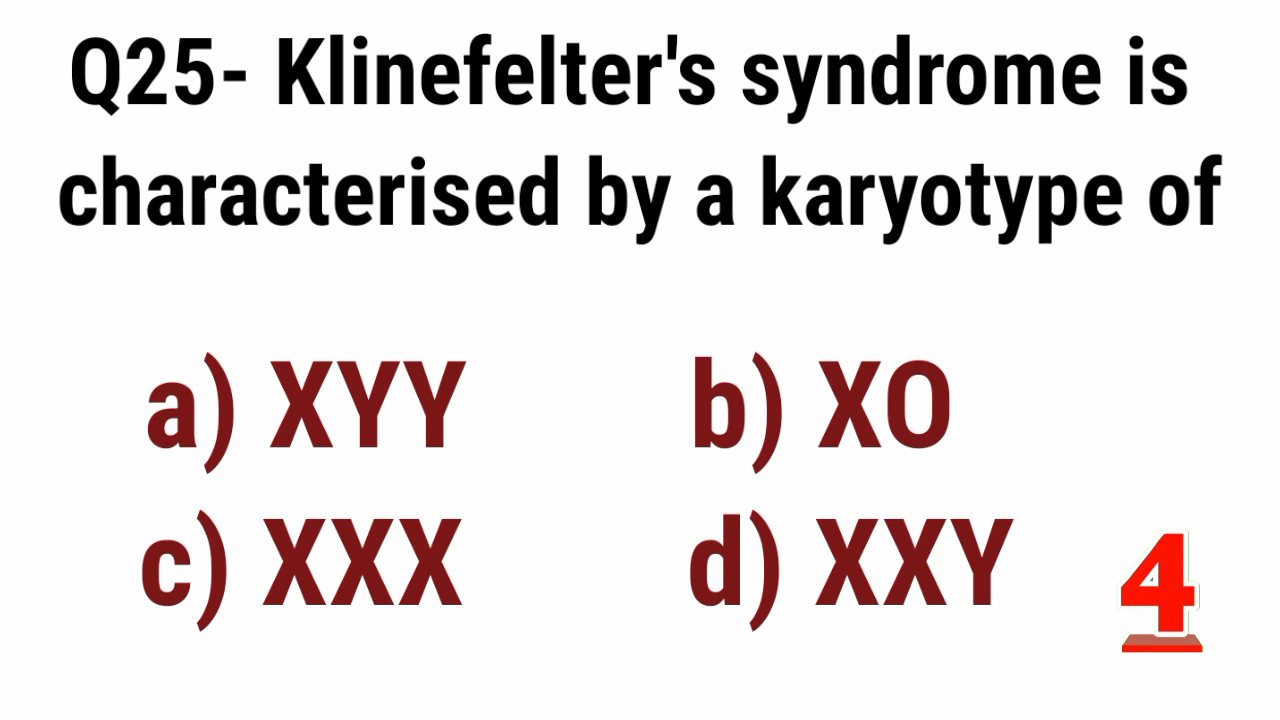 Q25- Klinefelter's syndrome is
characterised by a karyotype of
a) XYY b) XO
c) XXX d) XXY
4